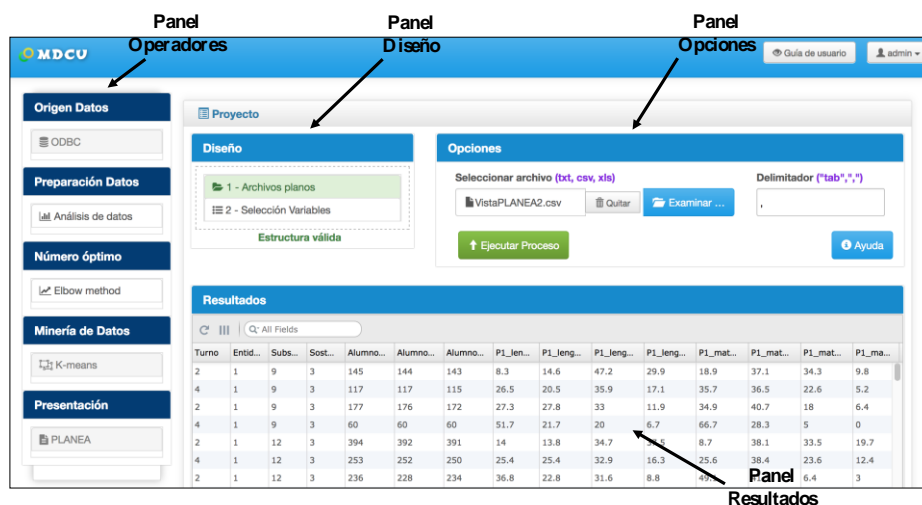 Panel
Operadores
Panel
Diseño
Panel
Opciones
MDCU
Guía de usuario
admin
Origen Datos
ODBC
Preparación Datos
Análisis de datos
Número óptimo
Elbow method
Minería de Datos
K-means
Presentación
PLANEA
Proyecto
Diseño
1 - Archivos planos
2 - Selección Variables
Estructura válida
Opciones
Seleccionar archivo (txt, csv, xls)
Delimitador ("tab",",")
VistaPLANEA2.csv Quitar Examinar ... ,
Ejecutar Proceso Ayuda
Resultados
All Fields
Turno Entid... Subs... Sost... Alumno... Alumno... Alumno... P1_len... P1_leng... P1_leng... P1_leng... P1_mat... P1_mat... P1_mat... P1_ma...
2 1 9 3 145 144 143 8.3 14.6 47.2 29.9 18.9 37.1 34.3 9.8
4 1 9 3 117 117 115 26.5 20.5 35.9 17.1 35.7 36.5 22.6 5.2
2 1 9 3 177 176 172 27.3 27.8 33 11.9 34.9 40.7 18 6.4
4 1 9 3 60 60 60 51.7 21.7 20 6.7 66.7 28.3 5 0
2 1 12 3 394 392 391 14 13.8 34.7 8.7 38.1 33.5 19.7
4 1 12 3 253 252 250 25.4 25.4 32.9 16.3 25.6 38.4 23.6 12.4
2 1 12 3 236 228 234 36.8 22.8 31.6 8.8 6.4 3
Panel
Resultados